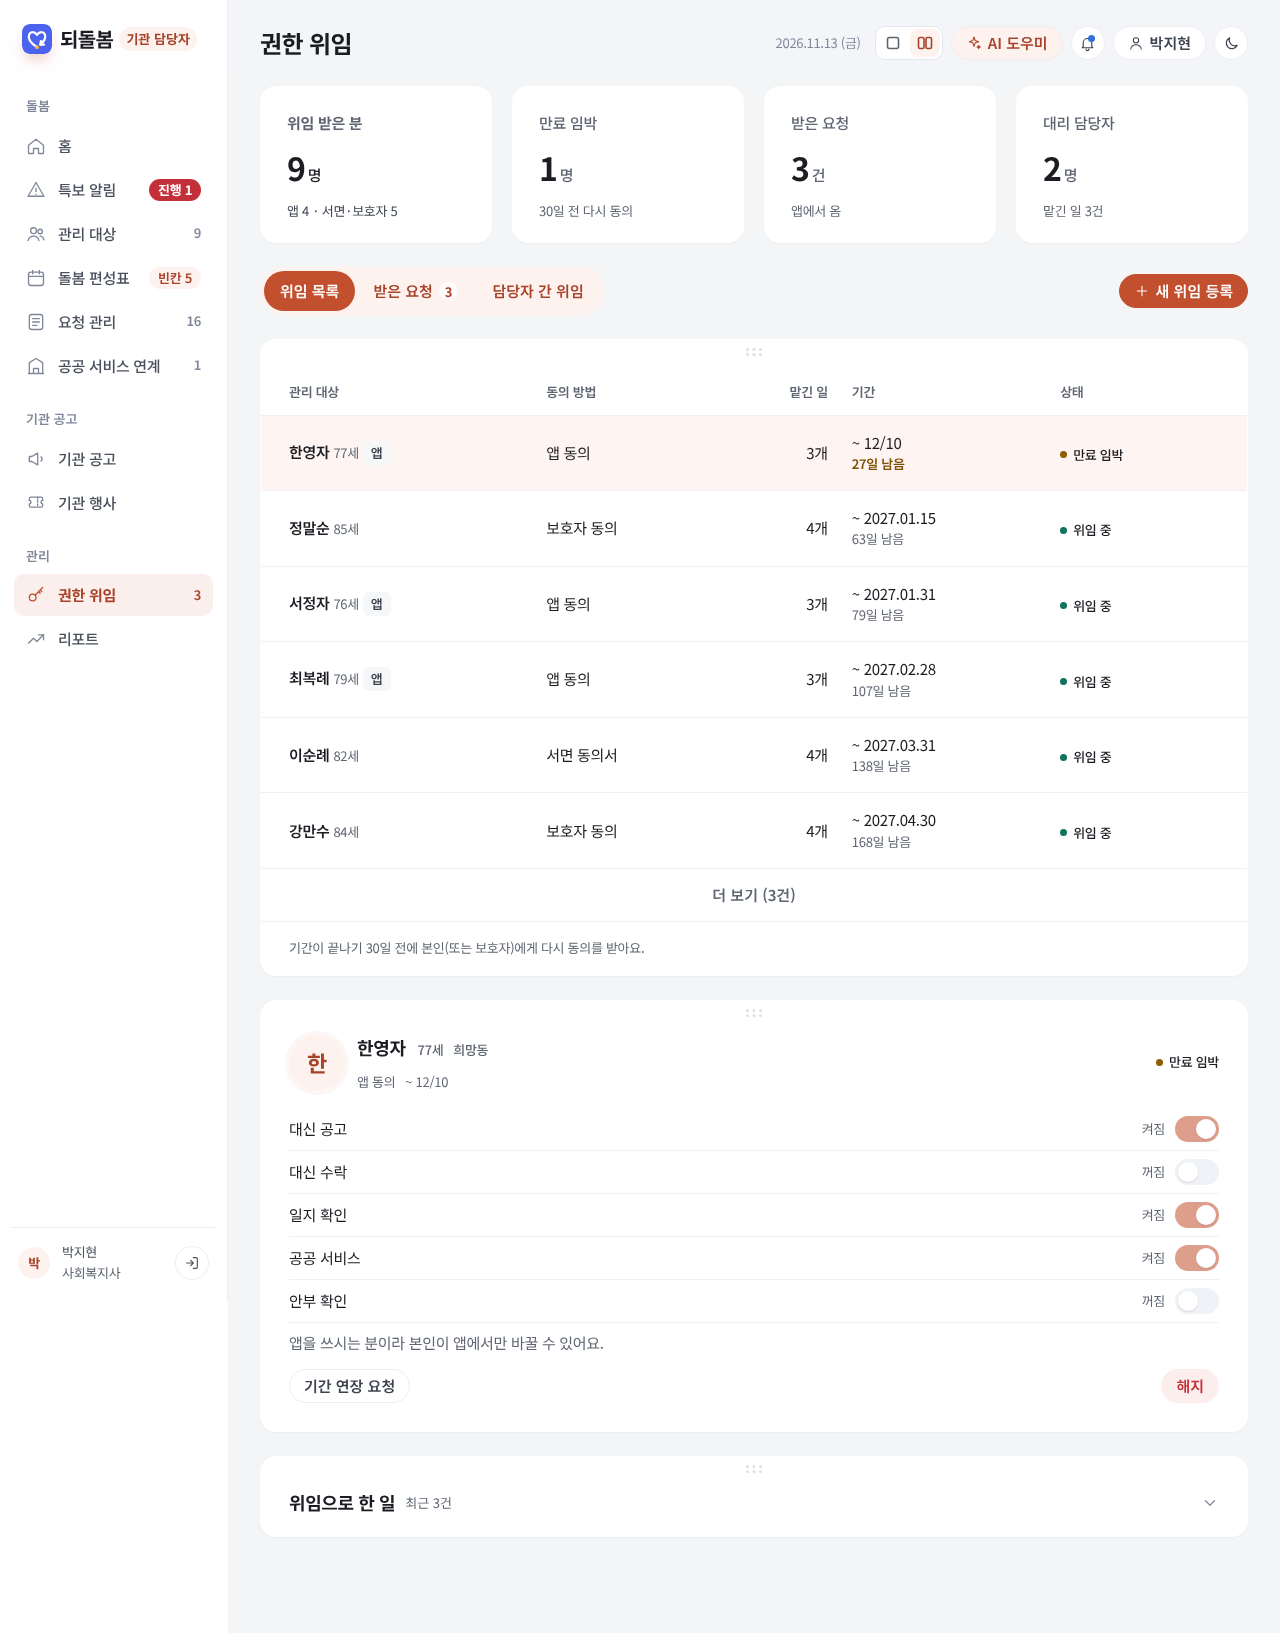 되돌봄 기관 담당자
돌봄
홈
특보 알림 진행 1
관리 대상 9
돌봄 편성표 빈칸 5
요청 관리 16
공공 서비스 연계 1
기관 공고
기관 공고
기관 행사
관리
권한 위임 3
리포트
박 박지현
사회복지사
권한 위임
2026.11.13 (금) AI 도우미 박지현
위임 받은 분
9명
앱 4 · 서면·보호자 5
만료 임박
1명
30일 전 다시 동의
받은 요청
3건
앱에서 옴
대리 담당자
2명
맡긴 일 3건
위임 목록 받은 요청 3 담당자 간 위임
새 위임 등록
관리 대상 동의 방법 맡긴 일 기간 상태
한영자 77세 앱 앱 동의 3개 ~ 12/10 만료 임박
27일 남음
정말순 85세 보호자 동의 4개 ~ 2027.01.15 위임 중
63일 남음
서정자 76세 앱 앱 동의 3개 ~ 2027.01.31 위임 중
79일 남음
최복례 79세 앱 앱 동의 3개 ~ 2027.02.28 위임 중
107일 남음
이순례 82세 서면 동의서 4개 ~ 2027.03.31 위임 중
138일 남음
강만수 84세 보호자 동의 4개 ~ 2027.04.30 위임 중
168일 남음
더 보기 (3건)
기간이 끝나기 30일 전에 본인(또는 보호자)에게 다시 동의를 받아요.
한 한영자 77세 희망동
앱 동의 ~ 12/10
만료 임박
대신 공고 켜짐
대신 수락 꺼짐
일지 확인 켜짐
공공 서비스 켜짐
안부 확인 꺼짐
앱을 쓰시는 분이라 본인이 앱에서만 바꿀 수 있어요.
기간 연장 요청 해지
위임으로 한 일 최근 3건